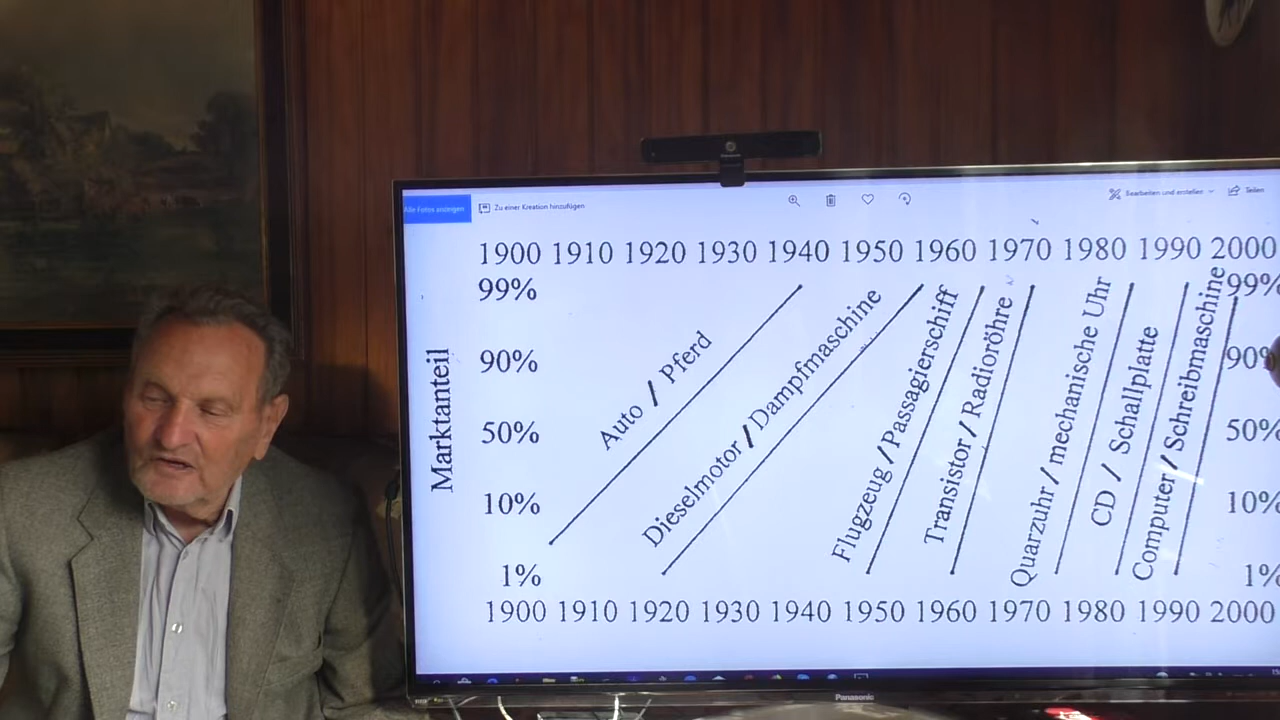 Alle Fotos anzeigen
Zu einer Kreation hinzufügen
Bearbeiten und erstellen
Teilen
1900 1910 1920 1930 1940 1950 1960 1970 1980 1990 2000
99% 99%
90% 90%
50% 50%
10% 10%
1% 1%
Marktanteil
Auto / Pferd
Dieselmotor / Dampfmaschine
Flugzeug / Passagierschiff
Transistor / Radioröhre
Quarzuhr / mechanische Uhr
CD / Schallplatte
Computer / Schreibmaschine
1900 1910 1920 1930 1940 1950 1960 1970 1980 1990 2000
Panasonic